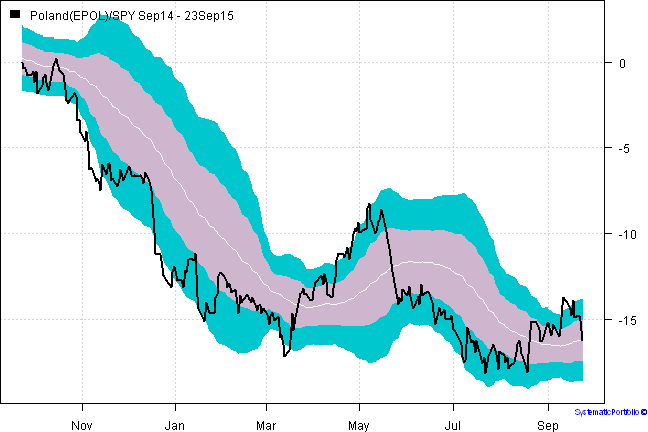 Poland(EPOL)/SPY Sep14 - 23Sep15
0
-5
-10
-15
Nov Jan Mar May Jul Sep
SystematicPortfolio ©